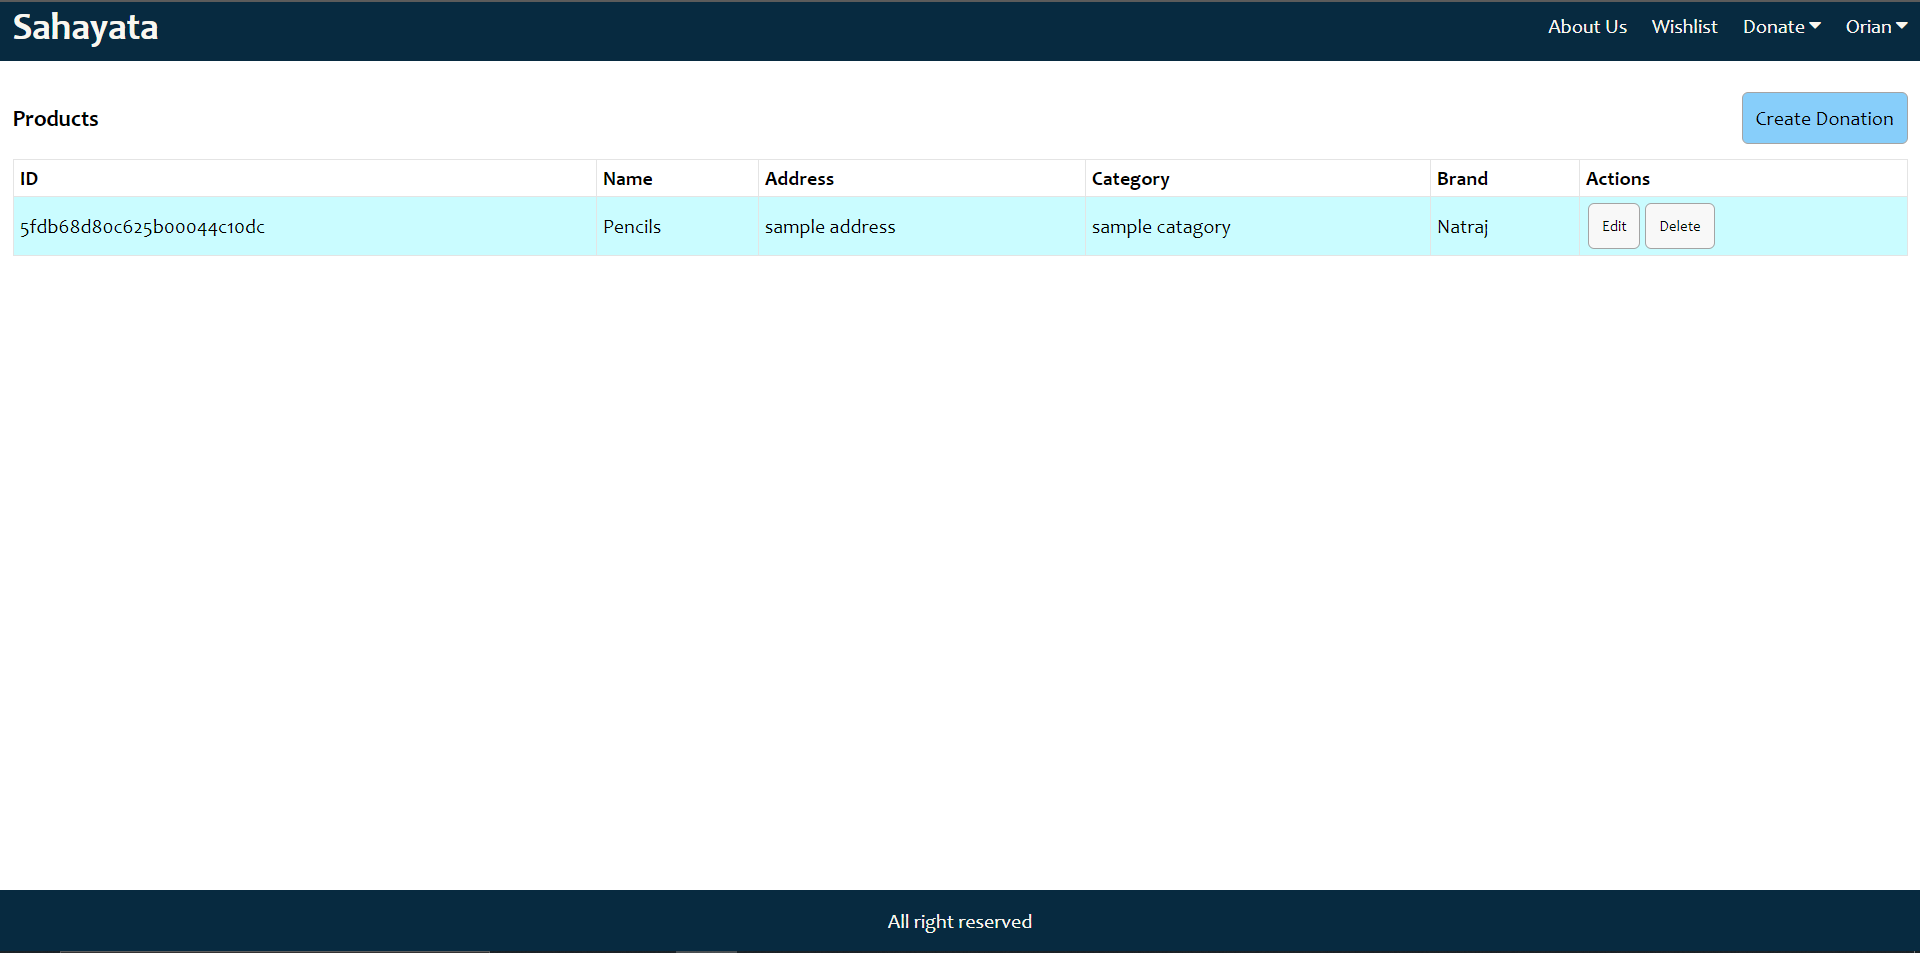 Sahayata
About Us Wishlist Donate Orian
Products
Create Donation
ID Name Address Category Brand Actions
5fdb68d80c625b00044c10dc Pencils sample address sample catagory Natraj Edit Delete
All right reserved